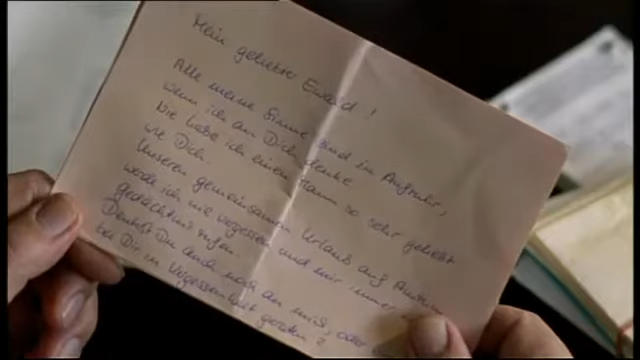 Mein geliebter Ewald!
Alle meine Sinne sind in Aufruhr,
wenn ich an Dich denke
Nie habe ich einen Mann so sehr geliebt
wie Dich.
Unseren gemeinsamen Urlaub auf
werde ich nie vergessen und mir immer
gedächtnis rufen.
Denkst Du auch noch an mich, oder
bei Dir in Vergessenheit geraten?